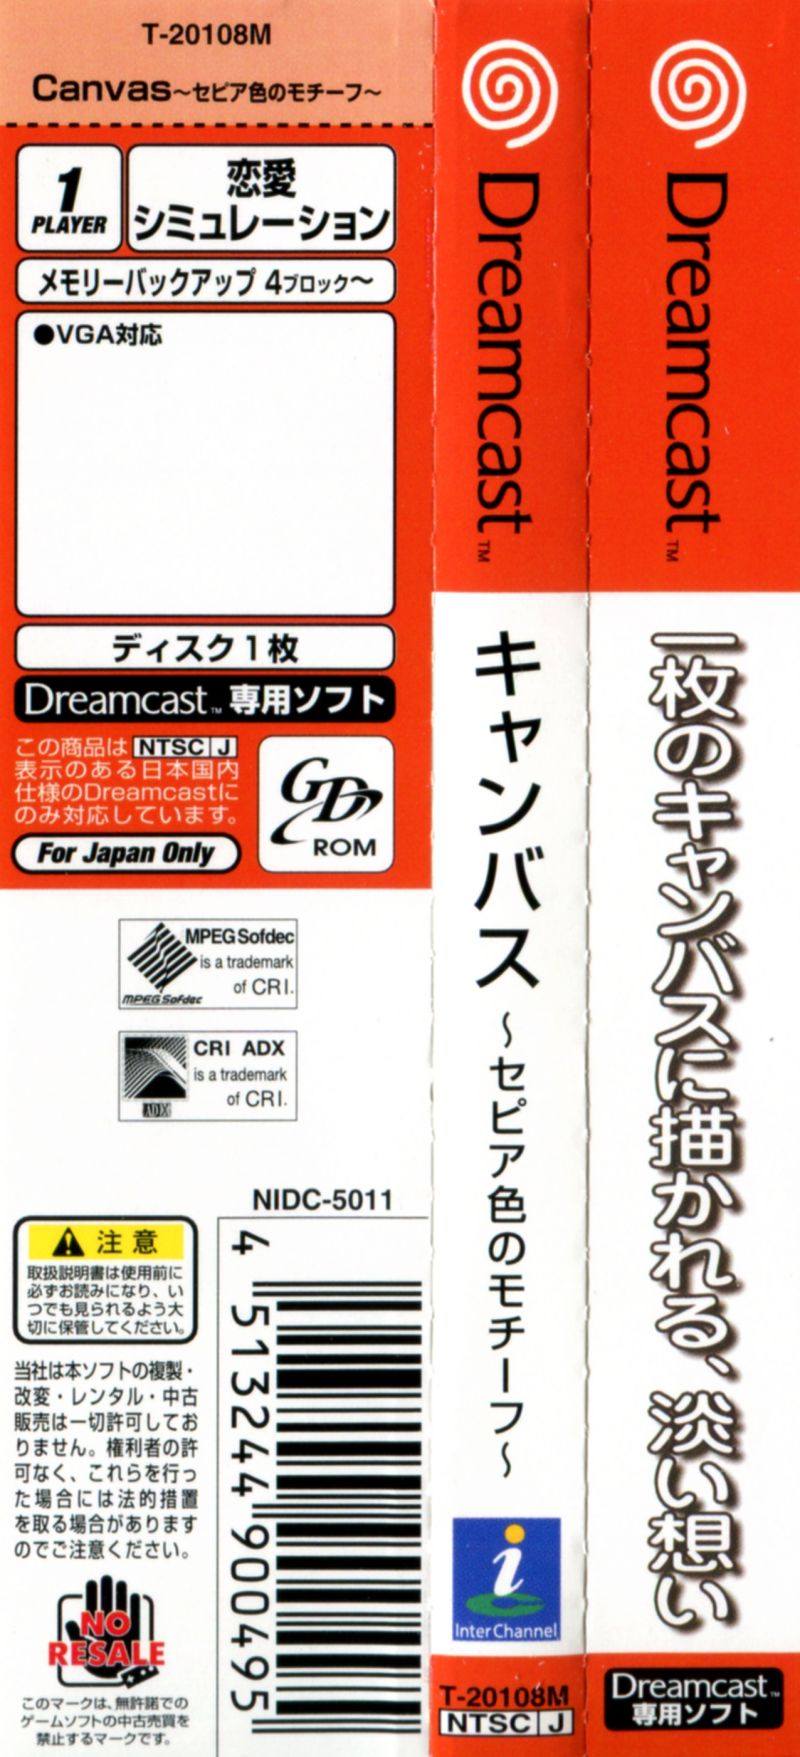 T-20108M
Canvas～セピア色のモチーフ～
1
PLAYER
恋愛
シミュレーション
メモリーバックアップ 4ブロック～
●VGA対応
ディスク1枚
Dreamcast™ 専用ソフト
この商品は NTSC J
表示のある日本国内
仕様のDreamcastに
のみ対応しています。
For Japan Only
GD
ROM
MPEG Sofdec
is a trademark
of CRI.
MPEG Sofdec
CRI ADX
is a trademark
of CRI.
ADX
NIDC-5011
4 513244 900495
注意
取扱説明書は使用前に
必ずお読みになり、い
つでも見られるよう大
切に保管してください。
当社は本ソフトの複製・
改変・レンタル・中古
販売は一切許可してお
りません。権利者の許
可なく、これらを行っ
た場合には法的措置
を取る場合があります
のでご注意ください。
NO
RESALE
このマークは、無許諾での
ゲームソフトの中古売買を
禁止するマークです。
Dreamcast™
キャンバス ～セピア色のモチーフ～
i
InterChannel
T-20108M
NTSC J
Dreamcast™
一枚のキャンバスに描かれる、淡い想い
Dreamcast™
専用ソフト